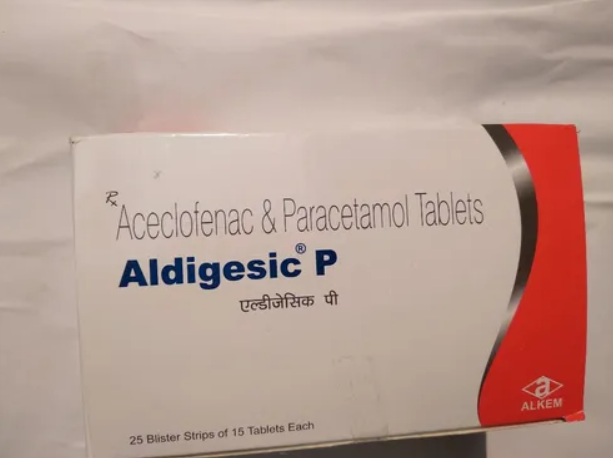 Rx
Aceclofenac & Paracetamol Tablets
Aldigesic® P
एल्डीजेसिक पी
a
ALKEM
25 Blister Strips of 15 Tablets Each